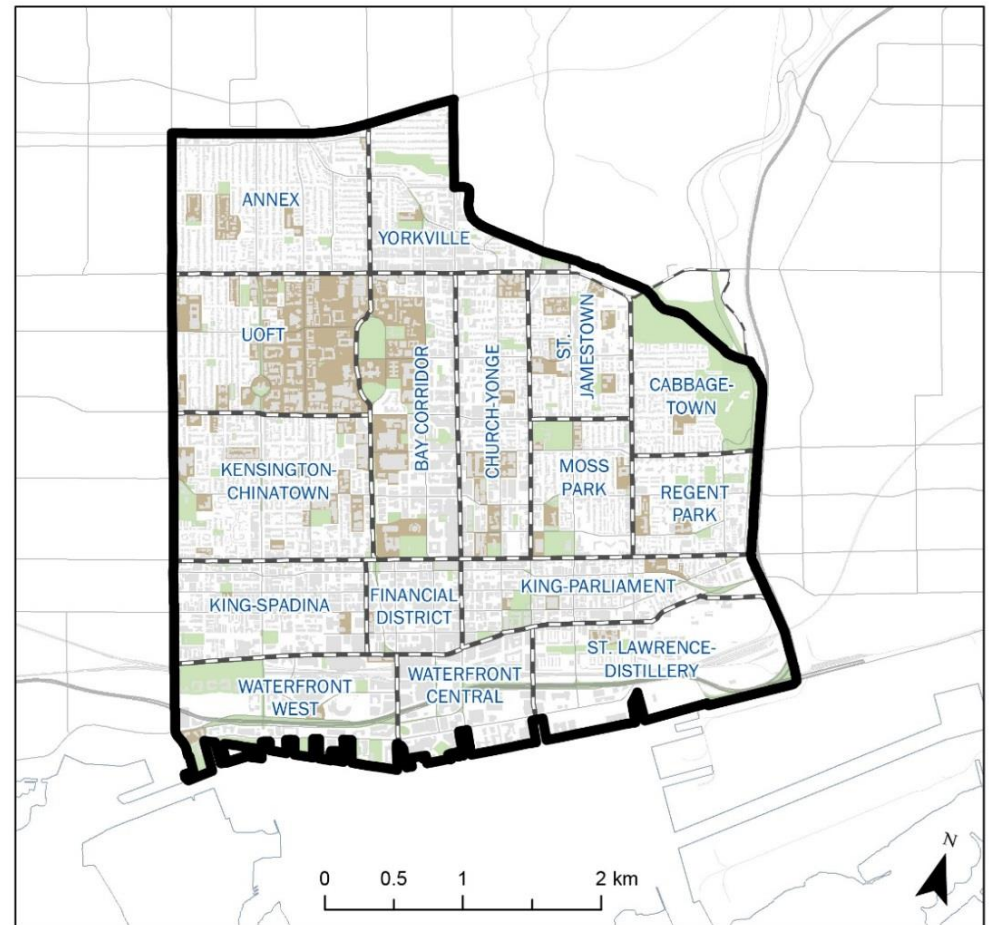 ANNEX
YORKVILLE
UOFT
BAY CORRIDOR
CHURCH-YONGE
ST.
JAMESTOWN
CABBAGE-
TOWN
KENSINGTON-
CHINATOWN
MOSS
PARK
REGENT
PARK
KING-SPADINA
FINANCIAL
DISTRICT
KING-PARLIAMENT
ST. LAWRENCE-
DISTILLERY
WATERFRONT
WEST
WATERFRONT
CENTRAL
N
0 0.5 1 2 km